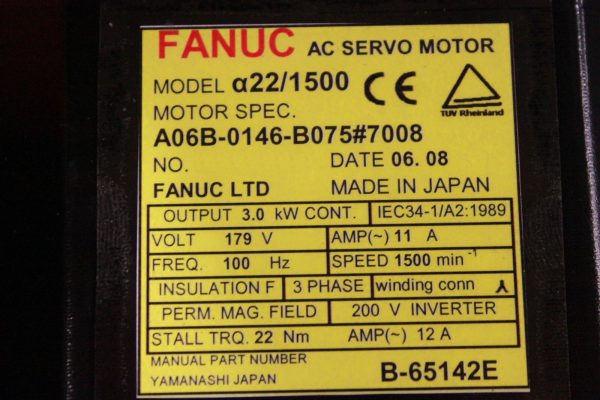 FANUC AC SERVO MOTOR
MODEL α22/1500 CE
MOTOR SPEC. TUV Rheinland
A06B-0146-B075#7008
NO. DATE 06. 08
FANUC LTD MADE IN JAPAN
OUTPUT 3.0 kW CONT. IEC34-1/A2:1989
VOLT 179 V AMP(~) 11 A
FREQ. 100 Hz SPEED 1500 min⁻¹
INSULATION F 3 PHASE winding conn
PERM. MAG. FIELD 200 V INVERTER
STALL TRQ. 22 Nm AMP(~) 12 A
MANUAL PART NUMBER
YAMANASHI JAPAN B-65142E